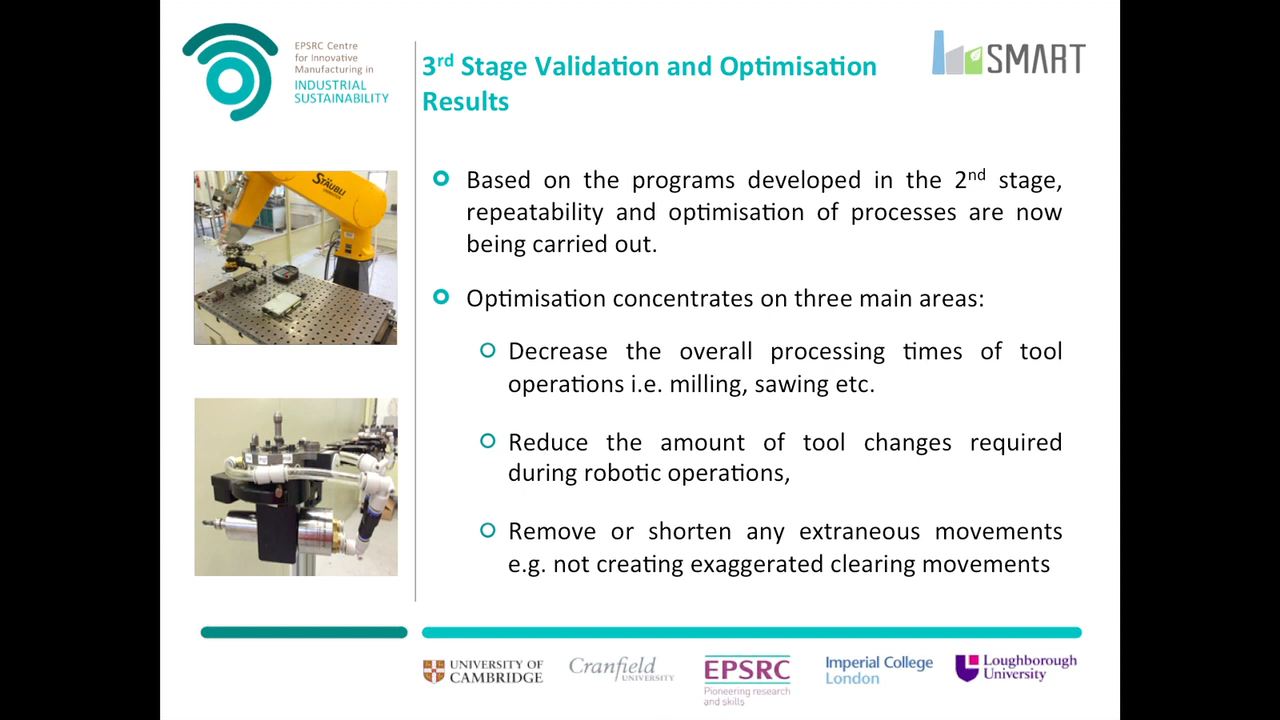 EPSRC Centre
for Innovative
Manufacturing in
INDUSTRIAL
SUSTAINABILITY
3rd Stage Validation and Optimisation
Results
SMART
STÄUBLI
Based on the programs developed in the 2nd stage,
repeatability and optimisation of processes are now
being carried out.
Optimisation concentrates on three main areas:
Decrease the overall processing times of tool
operations i.e. milling, sawing etc.
Reduce the amount of tool changes required
during robotic operations,
Remove or shorten any extraneous movements
e.g. not creating exaggerated clearing movements
UNIVERSITY OF
CAMBRIDGE
Cranfield
UNIVERSITY
EPSRC
Pioneering research
and skills
Imperial College
London
Loughborough
University